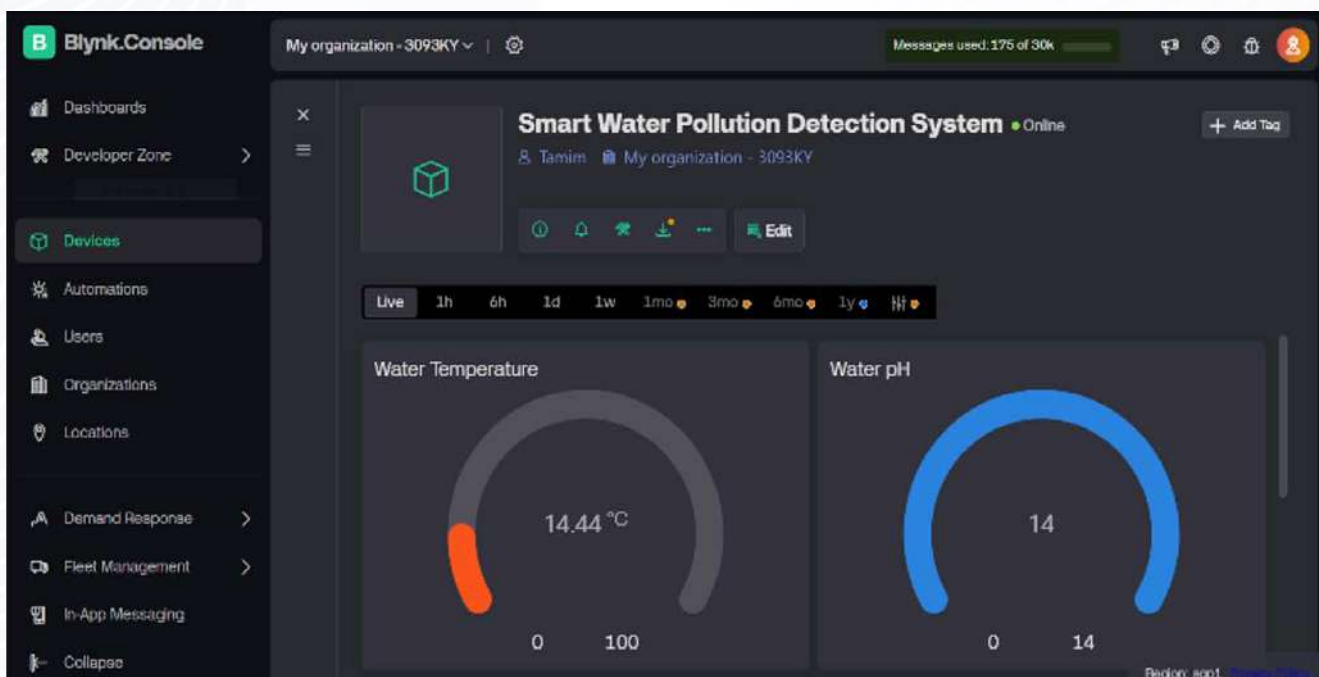 B Blynk.Console
My organization - 3093KY
Messages used: 175 of 30k
Dashboards
Developer Zone
Devices
Automations
Users
Organizations
Locations
Demand Response
Fleet Management
In-App Messaging
Collapse
Smart Water Pollution Detection System Online
+ Add Tag
Tamim My organization - 3093KY
Edit
Live 1h 6h 1d 1w 1mo 3mo 6mo 1y
Water Temperature
14.44 °C
0 100
Water pH
14
0 14
Region: